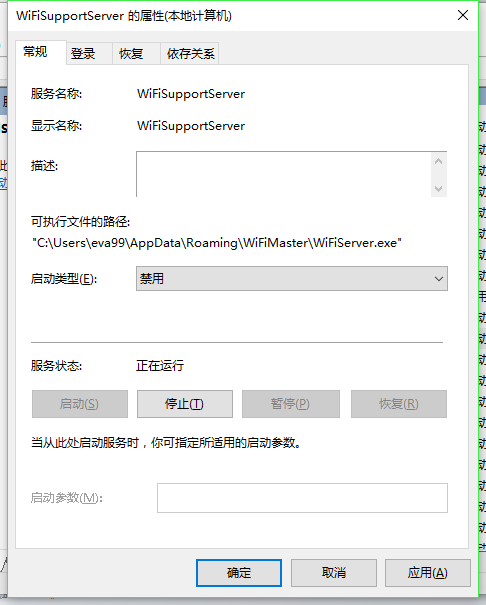 WiFiSupportServer 的属性(本地计算机)
常规 登录 恢复 依存关系
服务名称: WiFiSupportServer
显示名称: WiFiSupportServer
描述:
可执行文件的路径:
"C:\Users\eva99\AppData\Roaming\WiFiMaster\WiFiServer.exe"
启动类型(E): 禁用
服务状态: 正在运行
启动(S) 停止(T) 暂停(P) 恢复(R)
当从此处启动服务时，你可指定所适用的启动参数。
启动参数(M):
确定 取消 应用(A)